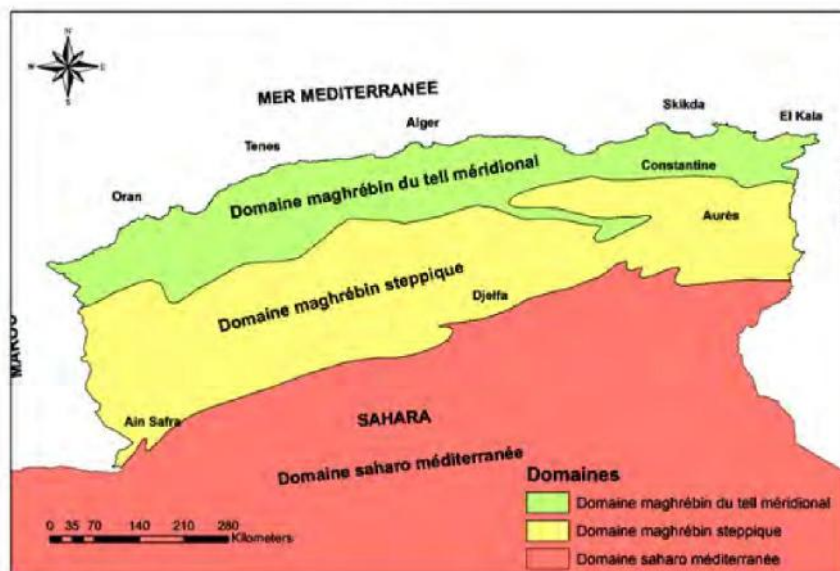 N
W E
S
MER MEDITERRANEE
Skikda
El Kala
Alger
Tenes
Constantine
Oran
Domaine maghrébin du tell méridional
Aurès
Domaine maghrébin steppique
Djelfa
MAROC
Ain Safra
SAHARA
Domaine saharo méditerranée
Domaines
Domaine maghrébin du tell méridional
Domaine maghrébin steppique
Domaine saharo méditerranée
0 35 70 140 210 280
Kilometers